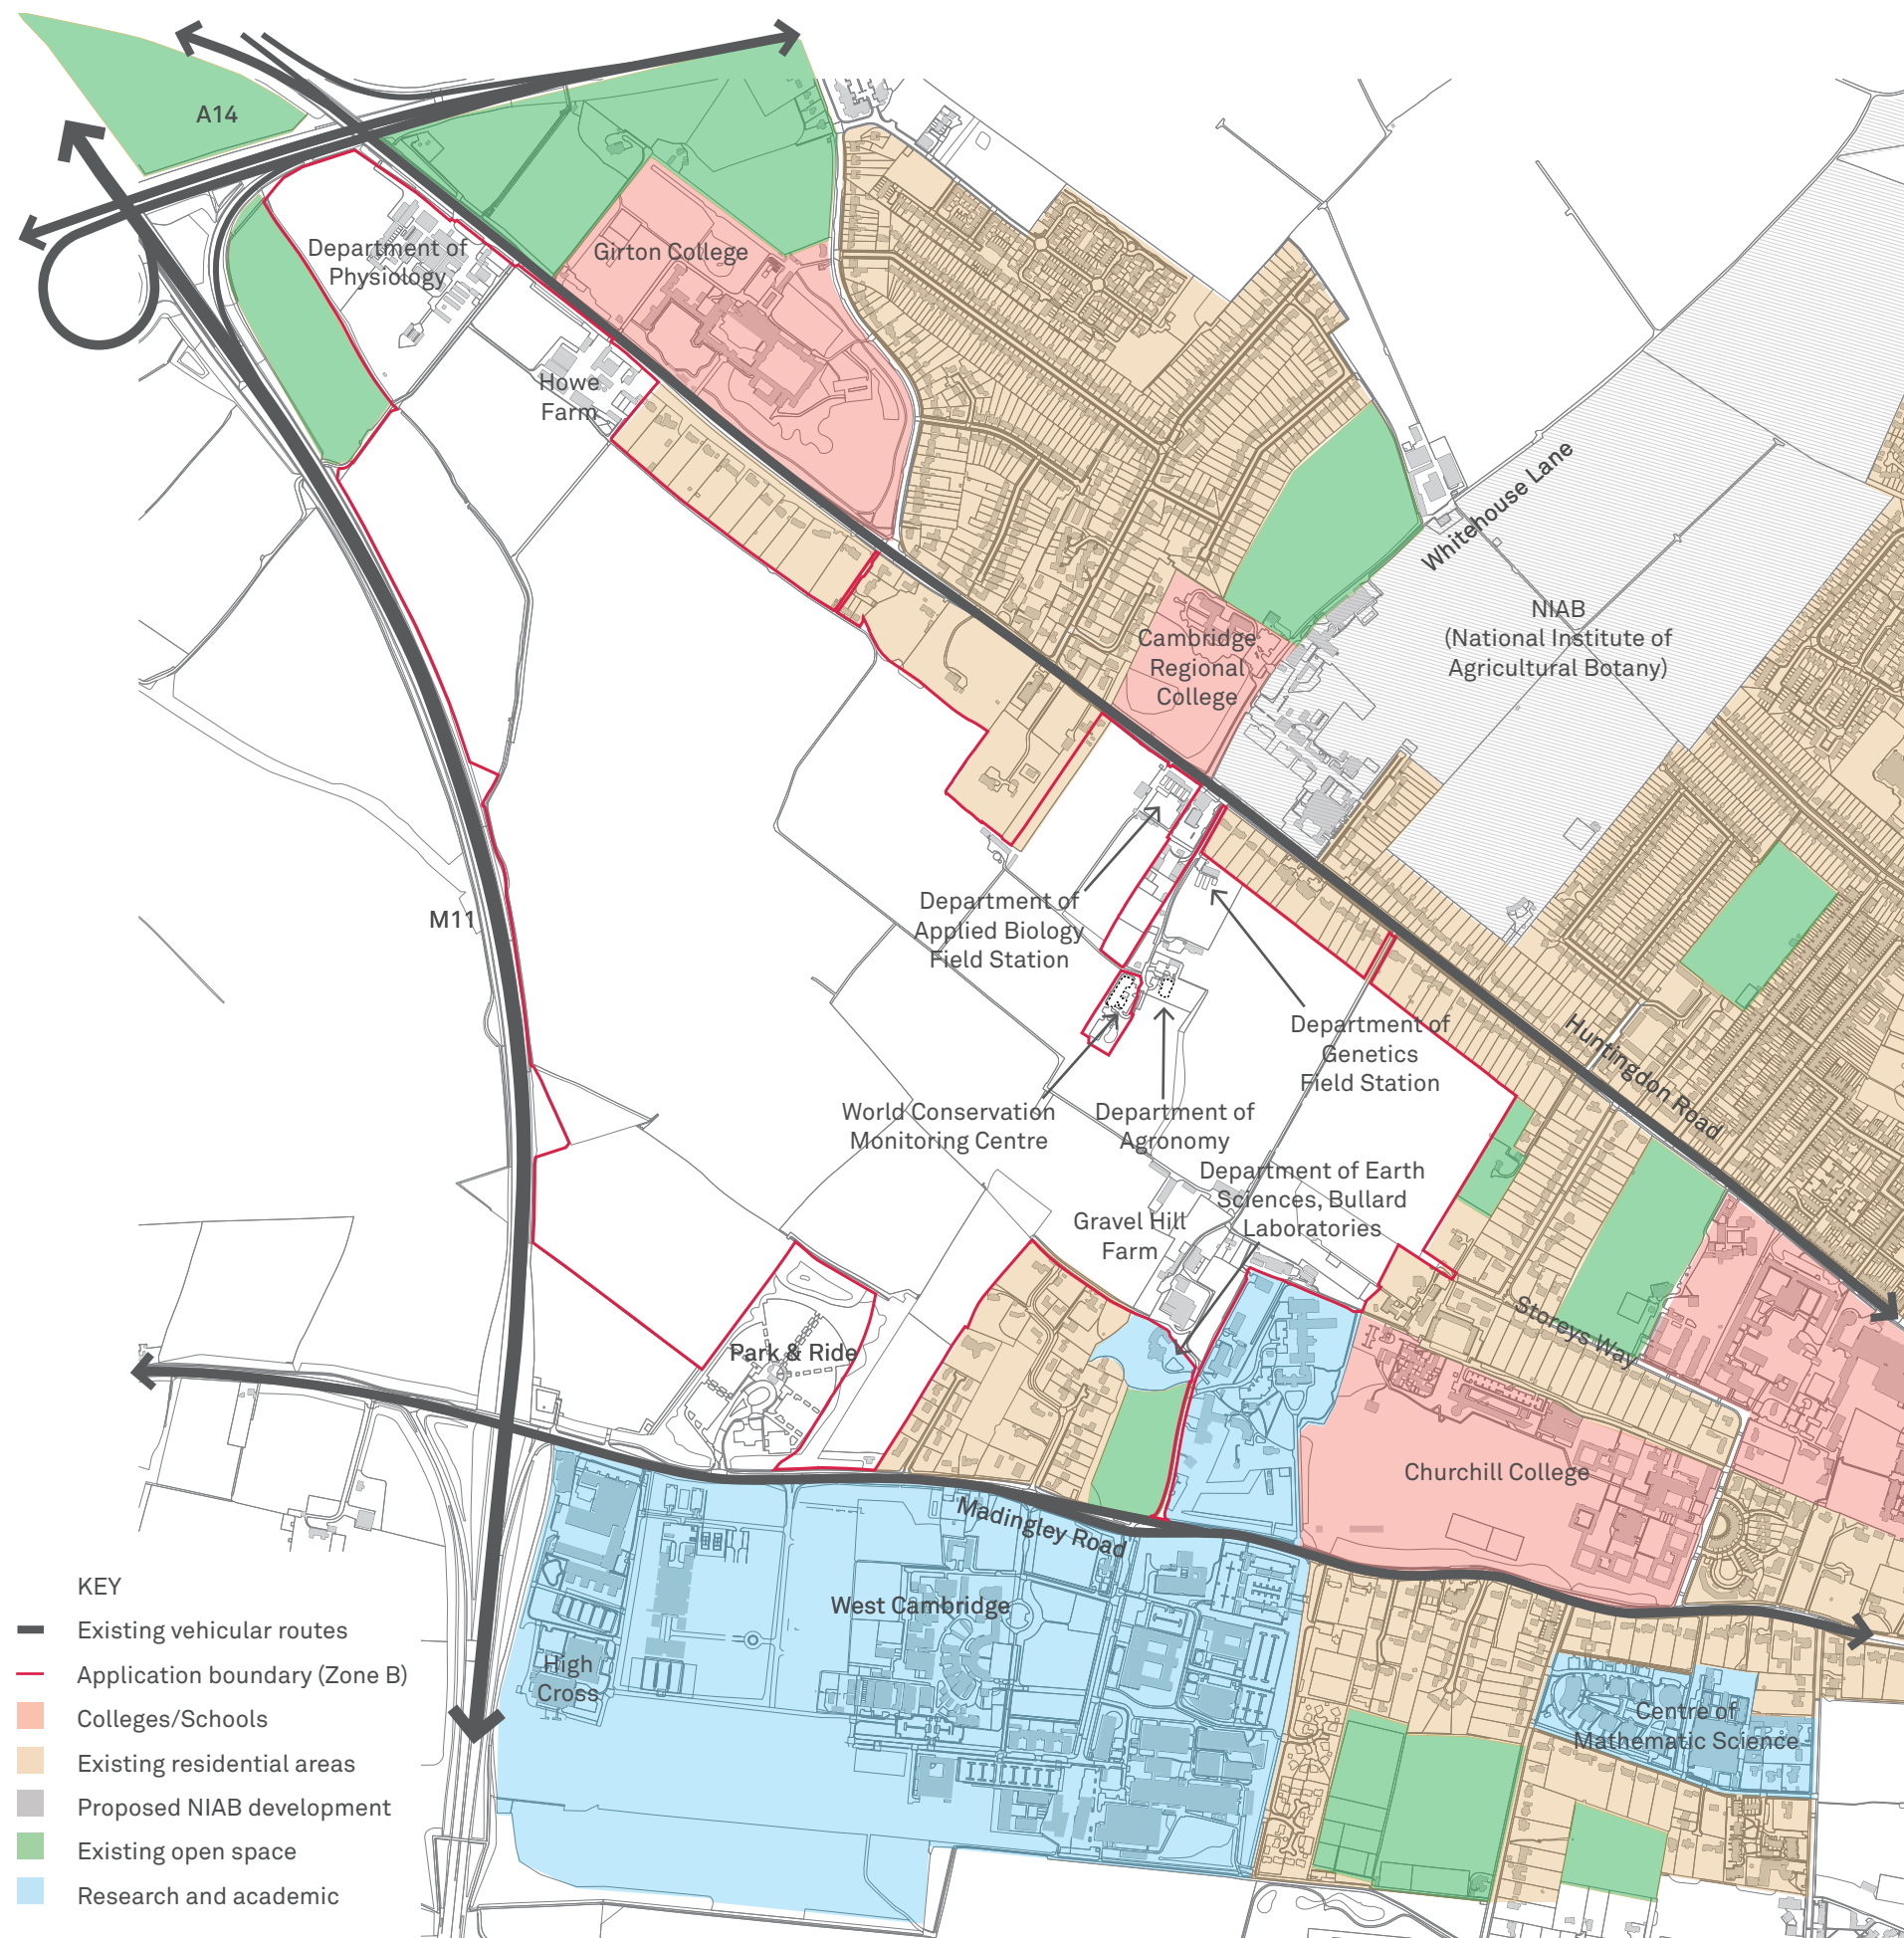 A14
Department of
Physiology
Girton College
Howe
Farm
Whitehouse Lane
NIAB
(National Institute of
Agricultural Botany)
Cambridge
Regional
College
M11
Department of
Applied Biology
Field Station
Department of
Genetics
Field Station
Huntingdon Road
World Conservation
Monitoring Centre
Department of
Agronomy
Department of Earth
Sciences, Bullard
Laboratories
Gravel Hill
Farm
Storeys Way
Park & Ride
Churchill College
Madingley Road
West Cambridge
High
Cross
Centre of
Mathematic Science
KEY
Existing vehicular routes
Application boundary (Zone B)
Colleges/Schools
Existing residential areas
Proposed NIAB development
Existing open space
Research and academic